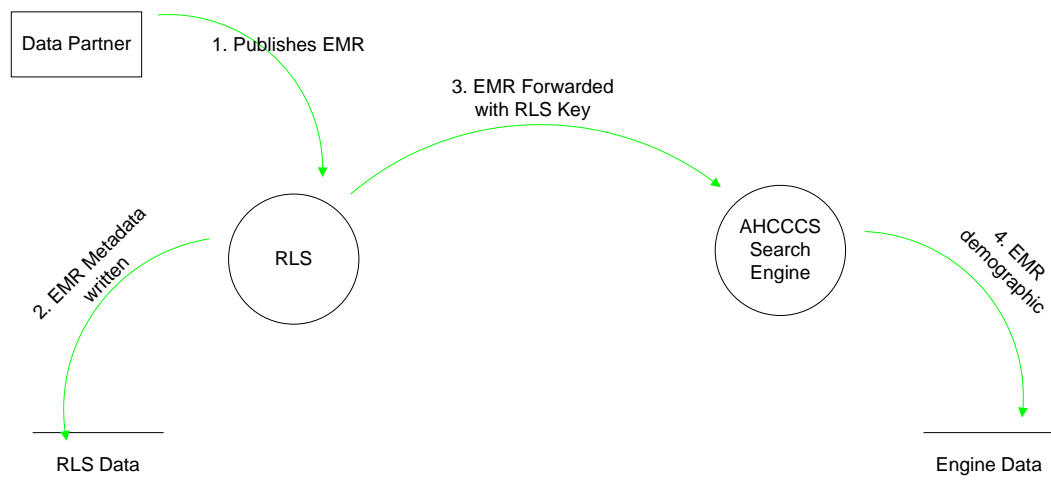 Data Partner
1. Publishes EMR
3. EMR Forwarded
with RLS Key
RLS
AHCCCS
Search
Engine
2. EMR Metadada
written
4. EMR
demographic
RLS Data
Engine Data